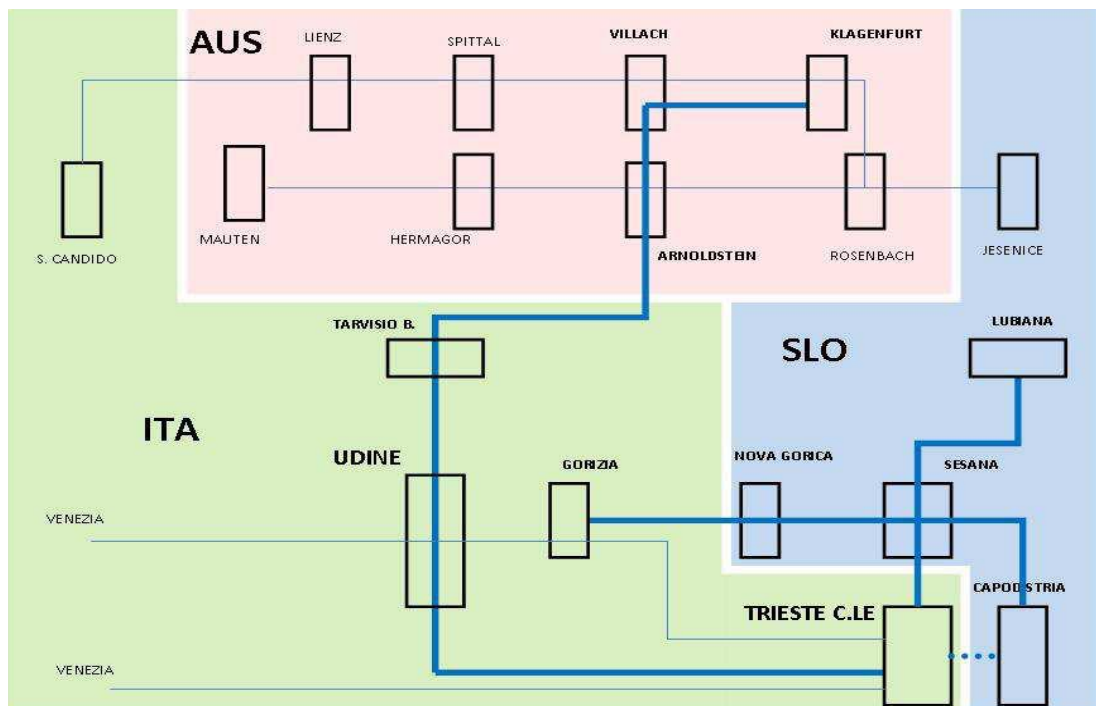 AUS
LIENZ
SPITTAL
VILLACH
KLAGENFURT
MAUTEN
HERMAGOR
S. CANDIDO
ARNOLDSTEIN
ROSENBACH
JESENICE
TARVISIO B.
LUBIANA
SLO
ITA
UDINE
GORIZIA
NOVA GORICA
SESANA
VENEZIA
CAPODISTRIA
TRIESTE C.LE
VENEZIA